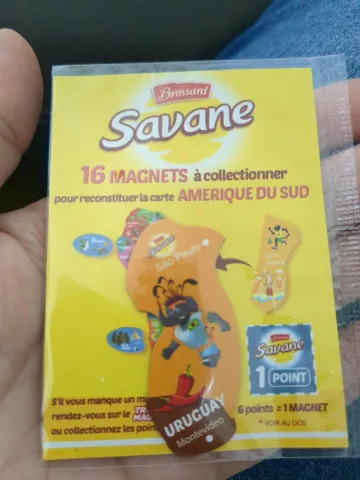 Brossard
Savane
16 MAGNETS à collectionner
pour reconstituer la carte AMERIQUE DU SUD
Savane
São Paulo
Brossard
Savane
1 POINT
URUGUAY
Montevideo
S'il vous manque un
rendez-vous sur le
ou collectionnez les
6 points = 1 MAGNET
* VOIR AU DOS